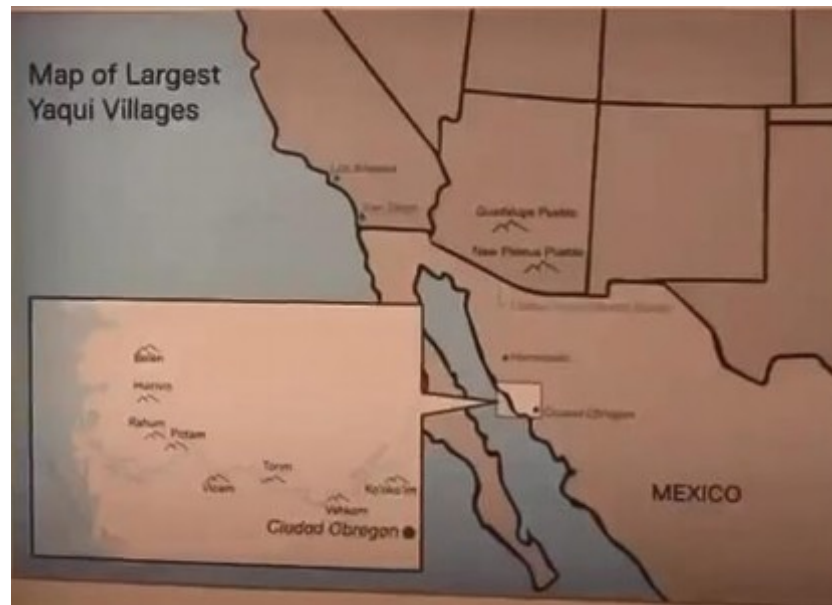 Map of Largest
Yaqui Villages
Los Angeles
San Diego
Guadalupe Pueblo
New Pascua Pueblo
Hermosillo
Ciudad Obregon
MEXICO
Belen
Huirivis
Rahum
Potam
Vicam
Torim
Vahkom
Ko'oko'im
Ciudad Obregon